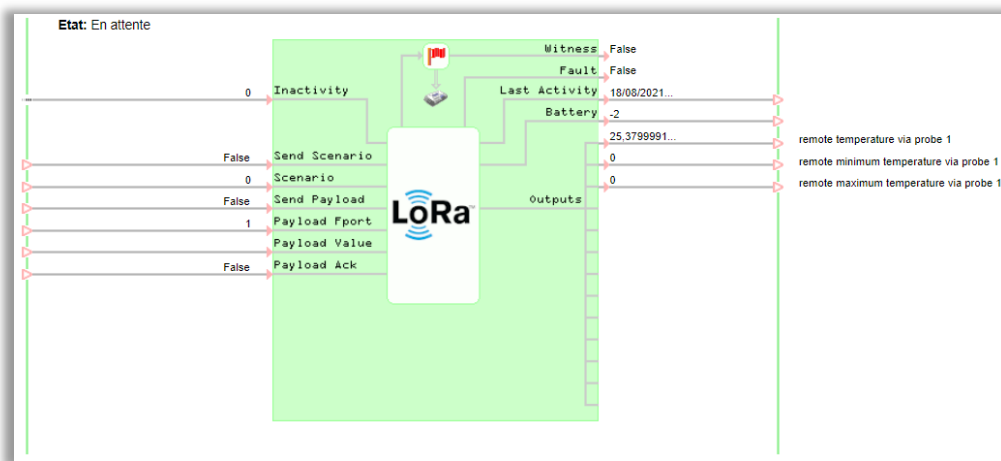 Etat: En attente
Witness False
Fault False
0 Inactivity Last Activity 18/08/2021...
Battery -2
25,3799991... remote temperature via probe 1
False Send Scenario 0 remote minimum temperature via probe 1
0 Scenario 0 remote maximum temperature via probe 1
False Send Payload Outputs
1 Payload Fport
Payload Value
False Payload Ack
LoRa